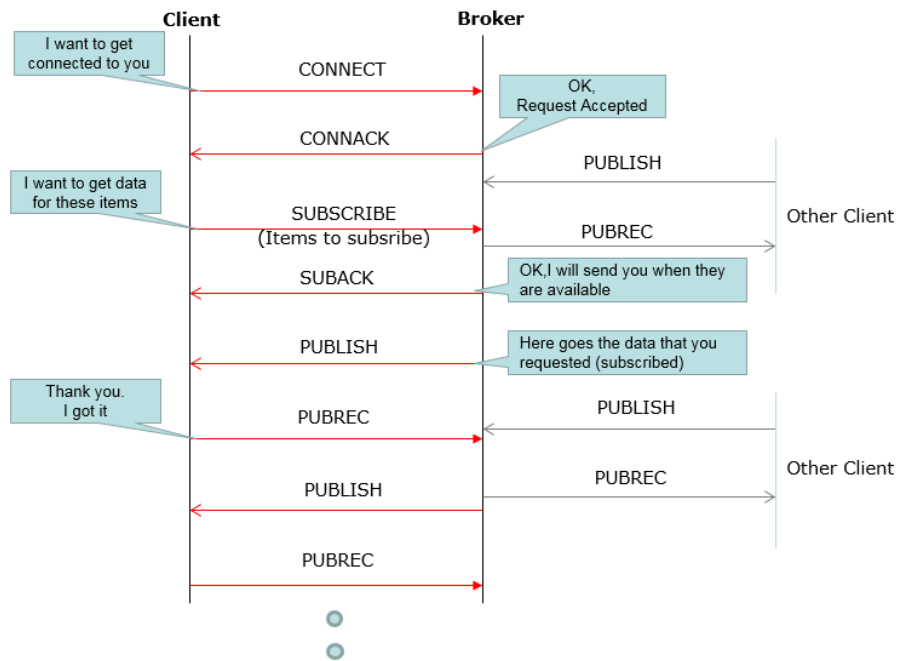 Client
Broker
I want to get
connected to you
CONNECT
OK,
Request Accepted
CONNACK
PUBLISH
I want to get data
for these items
SUBSCRIBE
(Items to subsribe)
Other Client
PUBREC
SUBACK
OK,I will send you when they
are available
PUBLISH
Here goes the data that you
requested (subscribed)
Thank you.
I got it
PUBREC
PUBLISH
Other Client
PUBREC
PUBLISH
PUBREC